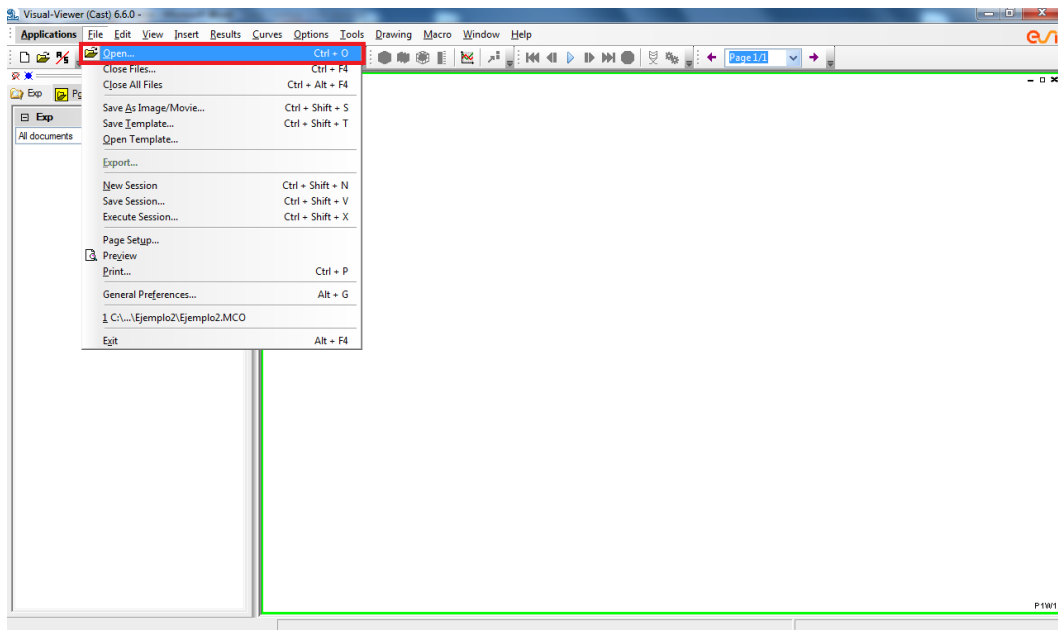 Visual-Viewer (Cast) 6.6.0 -
Applications File Edit View Insert Results Curves Options Tools Drawing Macro Window Help
esi
Open... Ctrl + O
Page 1/1
Close Files... Ctrl + F4
Exp
Close All Files Ctrl + Alt + F4
Exp
Save As Image/Movie... Ctrl + Shift + S
Save Template... Ctrl + Shift + T
All documents
Open Template...
Export...
New Session Ctrl + Shift + N
Save Session... Ctrl + Shift + V
Execute Session... Ctrl + Shift + X
Page Setup...
Preview
Print... Ctrl + P
General Preferences... Alt + G
1 C:\...\Ejemplo2\Ejemplo2.MCO
Exit Alt + F4
P1W1